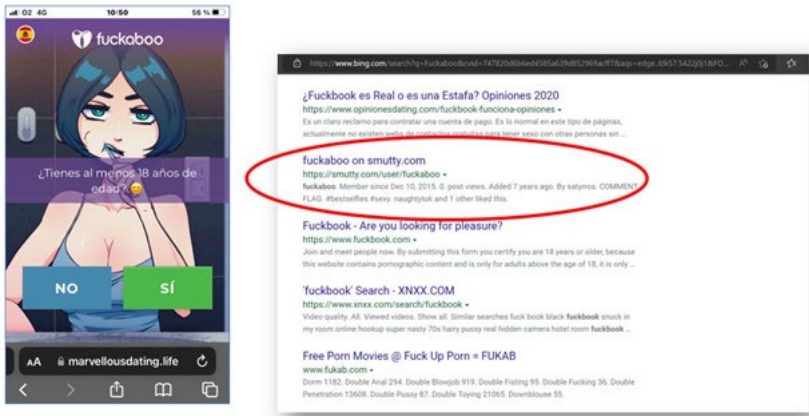 02 4G 10:50 56 %
fuckaboo
¿Tienes al menos 18 años de
edad? 😏
NO SÍ
AA marvellousdating.life
¿Fuckbook es Real o es una Estafa? Opiniones 2020
https://www.opinionesdating.com/fuckbook-funciona-opiniones
Es un claro reclamo para contratar una cuenta de pago. Es lo normal en este tipo de páginas,
actualmente no existen webs de contactos gratuitas para tener sexo con otras personas sin ...
fuckaboo on smutty.com
https://smutty.com/user/fuckaboo
fuckaboo. Member since Dec 10, 2015. 0. post views. Added 7 years ago. By satyrros. COMMENT.
FLAG. #bestselfies #sexy. naughtytok and 1 other liked this.
Fuckbook - Are you looking for pleasure?
https://www.fuckbook.com
Join and meet people now. By submitting this form you certify you are 18 years or older, because
this website contains pornographic content and is only for adults above the age of 18, it is only ...
'fuckbook' Search - XNXX.COM
https://www.xnxx.com/search/fuckbook
Video quality. All. Viewed videos. Show all. Similar searches fuck book black fuckbook snuck in
my room online hookup super nasty 70s hairy pussy real hidden camera hotel room fuckbook ...
Free Porn Movies @ Fuck Up Porn = FUKAB
www.fukab.com
Dorm 1182. Double Anal 294. Double Blowjob 919. Double Fisting 95. Double Fucking 36. Double
Penetration 13608. Double Pussy 87. Double Toying 21065. Downblouse 55.